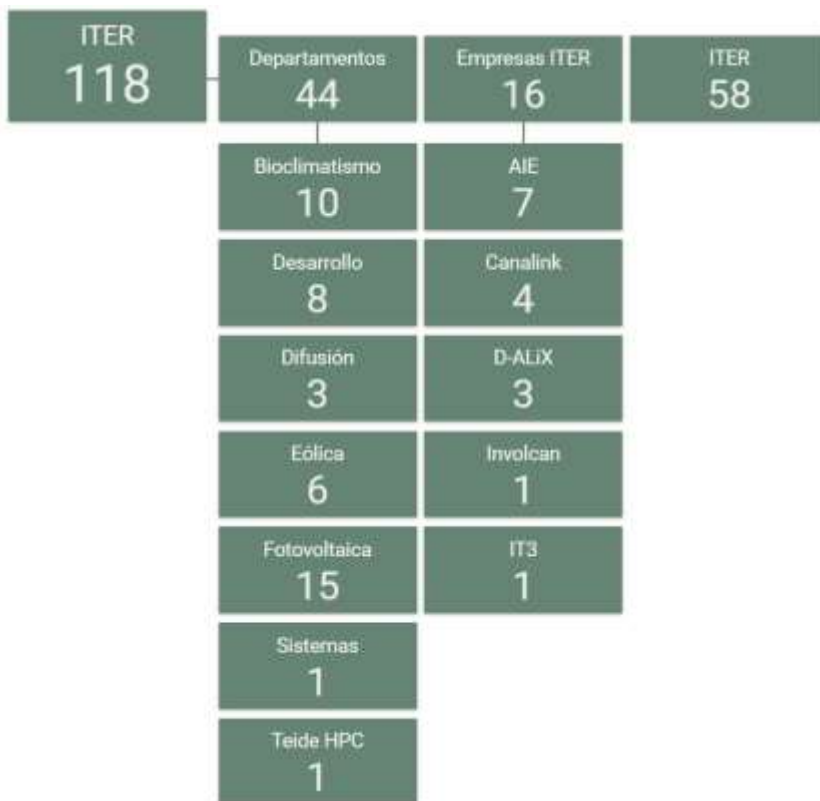 ITER
118
Departamentos
44
Empresas ITER
16
ITER
58
Bioclimatismo
10
AIE
7
Desarrollo
8
Canalink
4
Difusión
3
D-ALiX
3
Eólica
6
Involcan
1
Fotovoltaica
15
IT3
1
Sistemas
1
Teide HPC
1